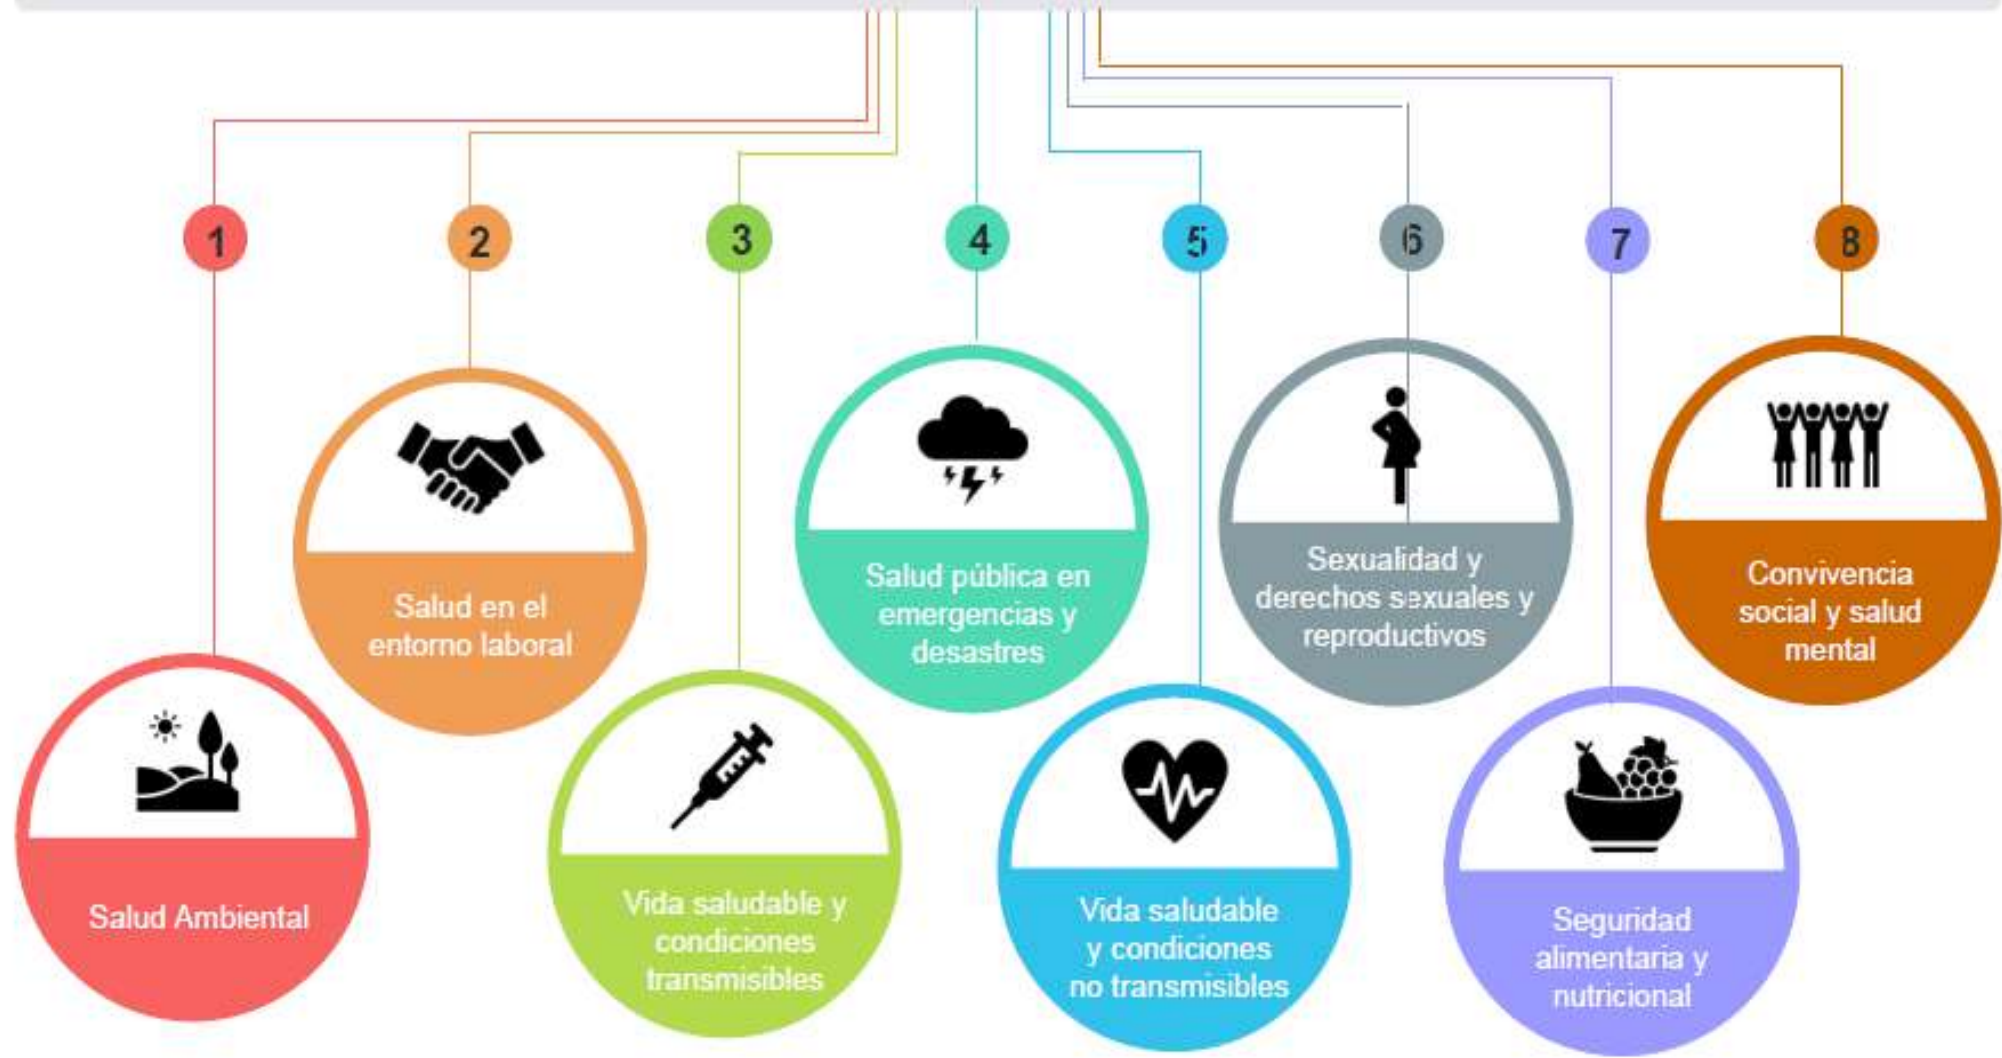 1
2
3
4
5
6
7
8
Salud Ambiental
Salud en el
entorno laboral
Vida saludable y
condiciones
transmisibles
Salud pública en
emergencias y
desastres
Vida saludable
y condiciones
no transmisibles
Sexualidad y
derechos sexuales y
reproductivos
Seguridad
alimentaria y
nutricional
Convivencia
social y salud
mental